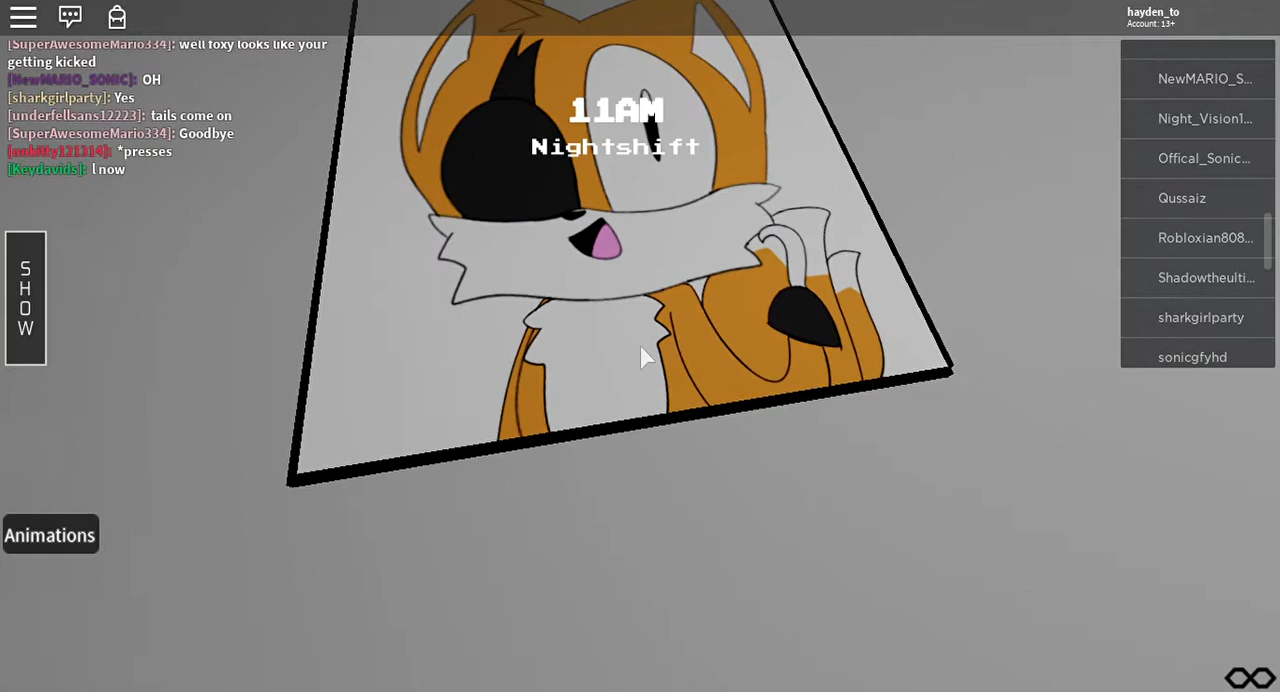 hayden_to
Account: 13+
[SuperAwesomeMario334]: well foxy looks like your
getting kicked
[NewMARIO_SONIC]: OH
[sharkgirlparty]: Yes
[underfellsans12223]: tails come on
[SuperAwesomeMario334]: Goodbye
[unkitty121314]: *presses
[Keydavids]: l now
11AM
Nightshift
SHOW
Animations
NewMARIO_S...
Night_Vision1...
Offical_Sonic...
Qussaiz
Robloxian808...
Shadowtheulti...
sharkgirlparty
sonicgfyhd